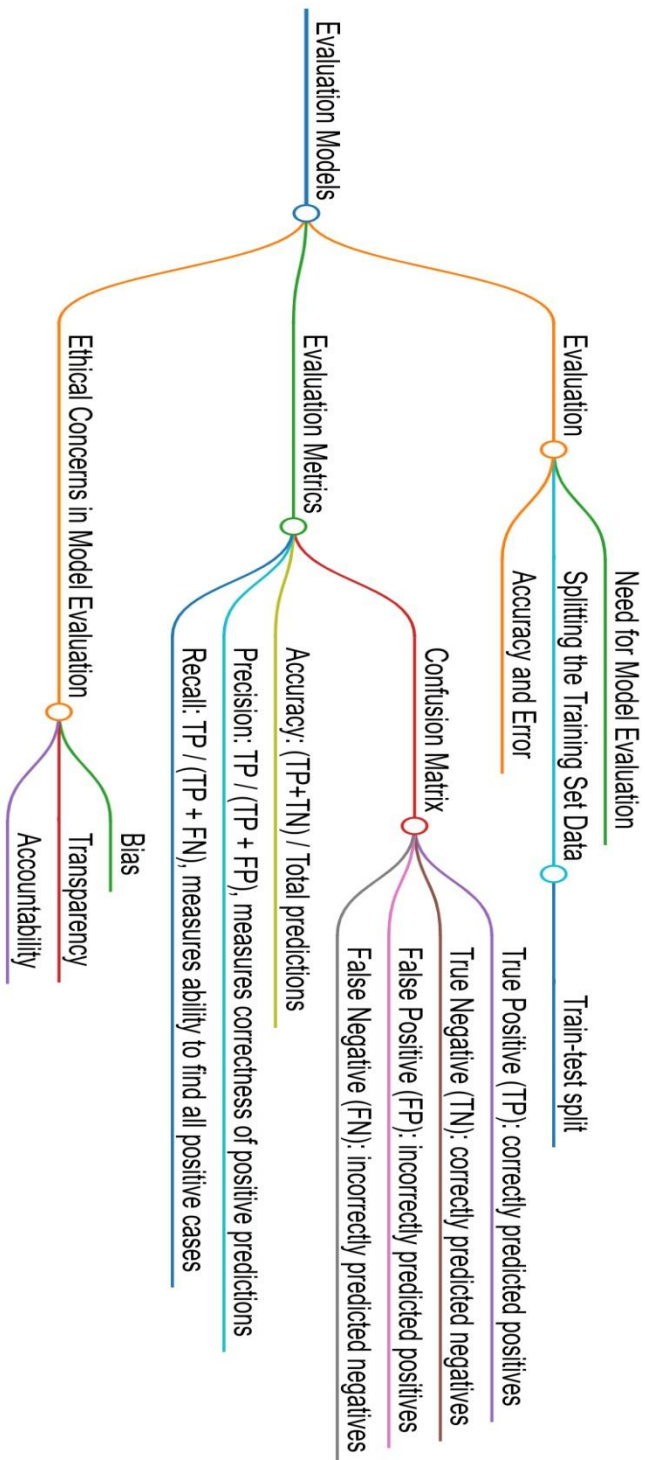 Evaluation Models
Evaluation
Need for Model Evaluation
Splitting the Training Set Data
Train-test split
Accuracy and Error
Evaluation Metrics
Confusion Matrix
True Positive (TP): correctly predicted positives
True Negative (TN): correctly predicted negatives
False Positive (FP): incorrectly predicted positives
False Negative (FN): incorrectly predicted negatives
Accuracy: (TP+TN) / Total predictions
Precision: TP / (TP + FP), measures correctness of positive predictions
Recall: TP / (TP + FN), measures ability to find all positive cases
Ethical Concerns in Model Evaluation
Bias
Transparency
Accountability